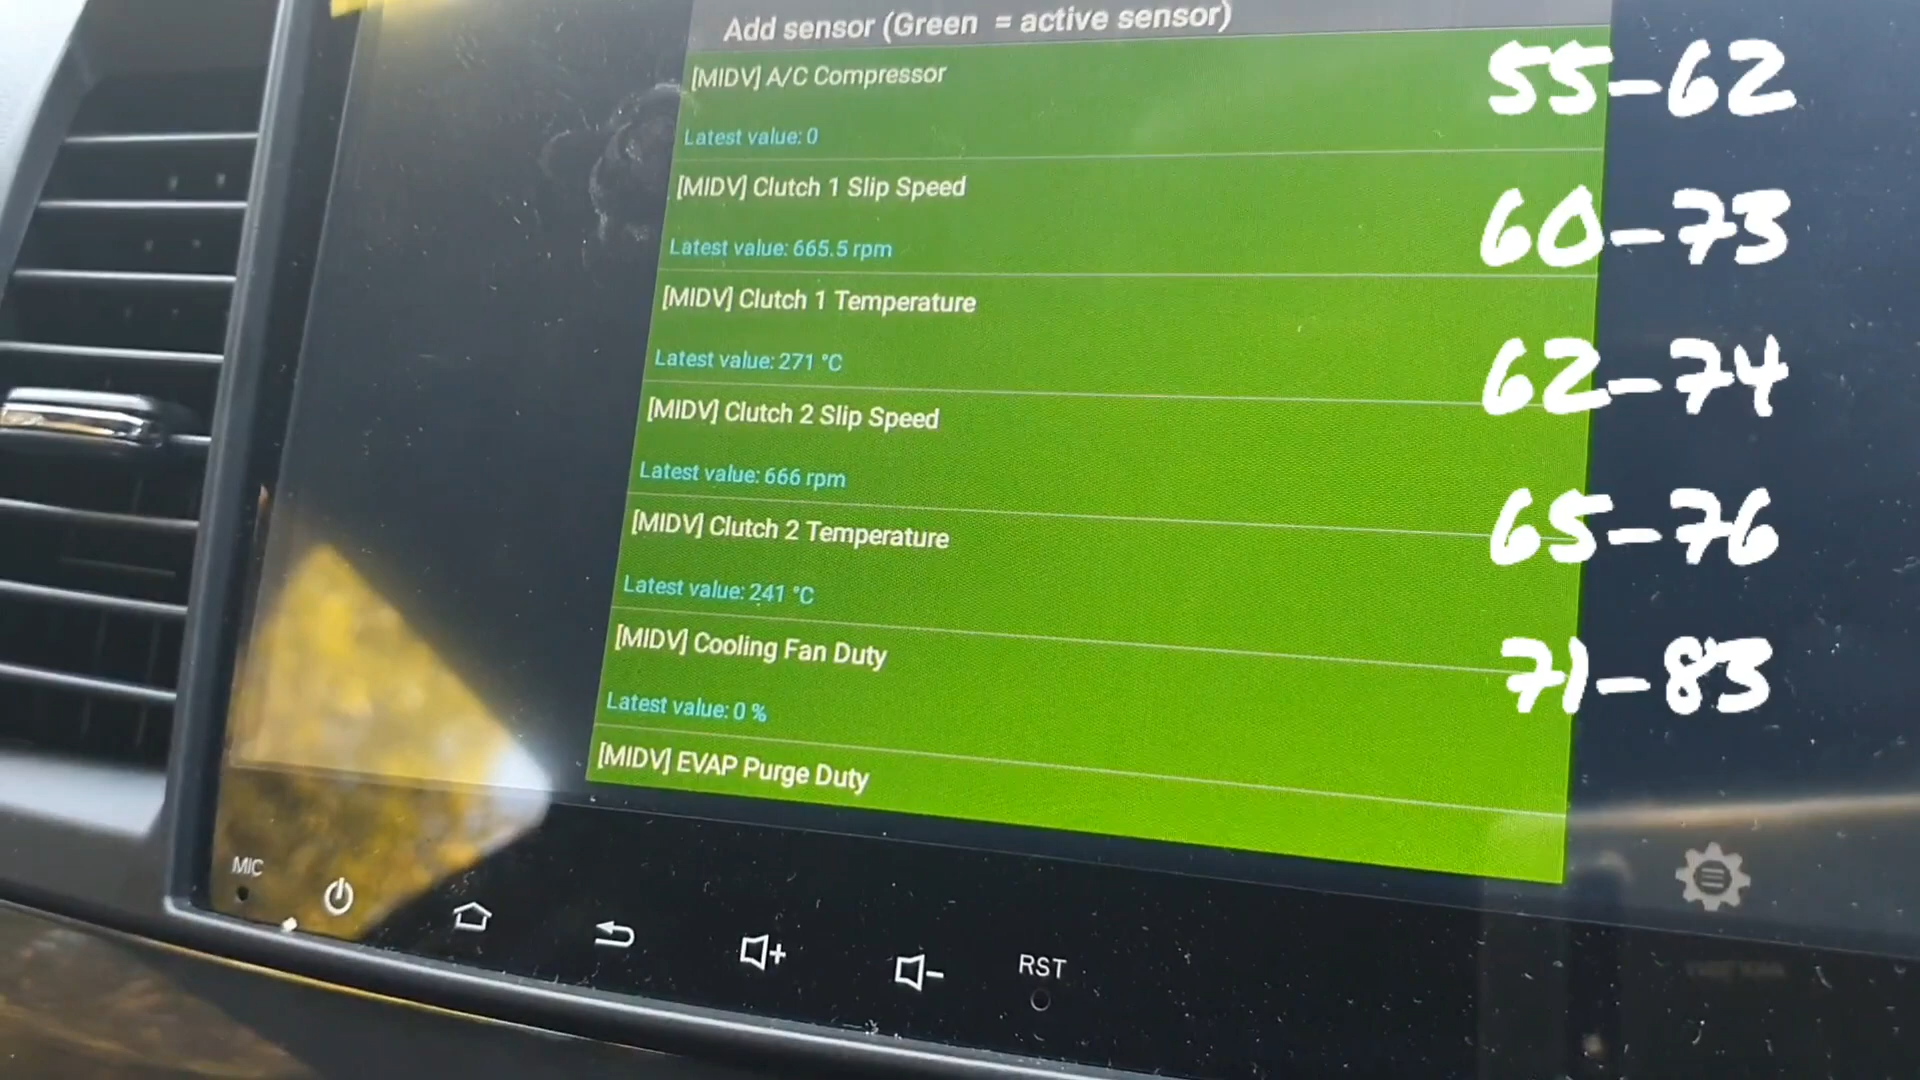 Add sensor (Green = active sensor)
[MIDV] A/C Compressor
55-62
Latest value: 0
[MIDV] Clutch 1 Slip Speed
60-73
Latest value: 665.5 rpm
[MIDV] Clutch 1 Temperature
Latest value: 271 °C
62-74
[MIDV] Clutch 2 Slip Speed
Latest value: 666 rpm
65-76
[MIDV] Clutch 2 Temperature
Latest value: 241 °C
[MIDV] Cooling Fan Duty
71-83
Latest value: 0 %
[MIDV] EVAP Purge Duty
MIC
RST